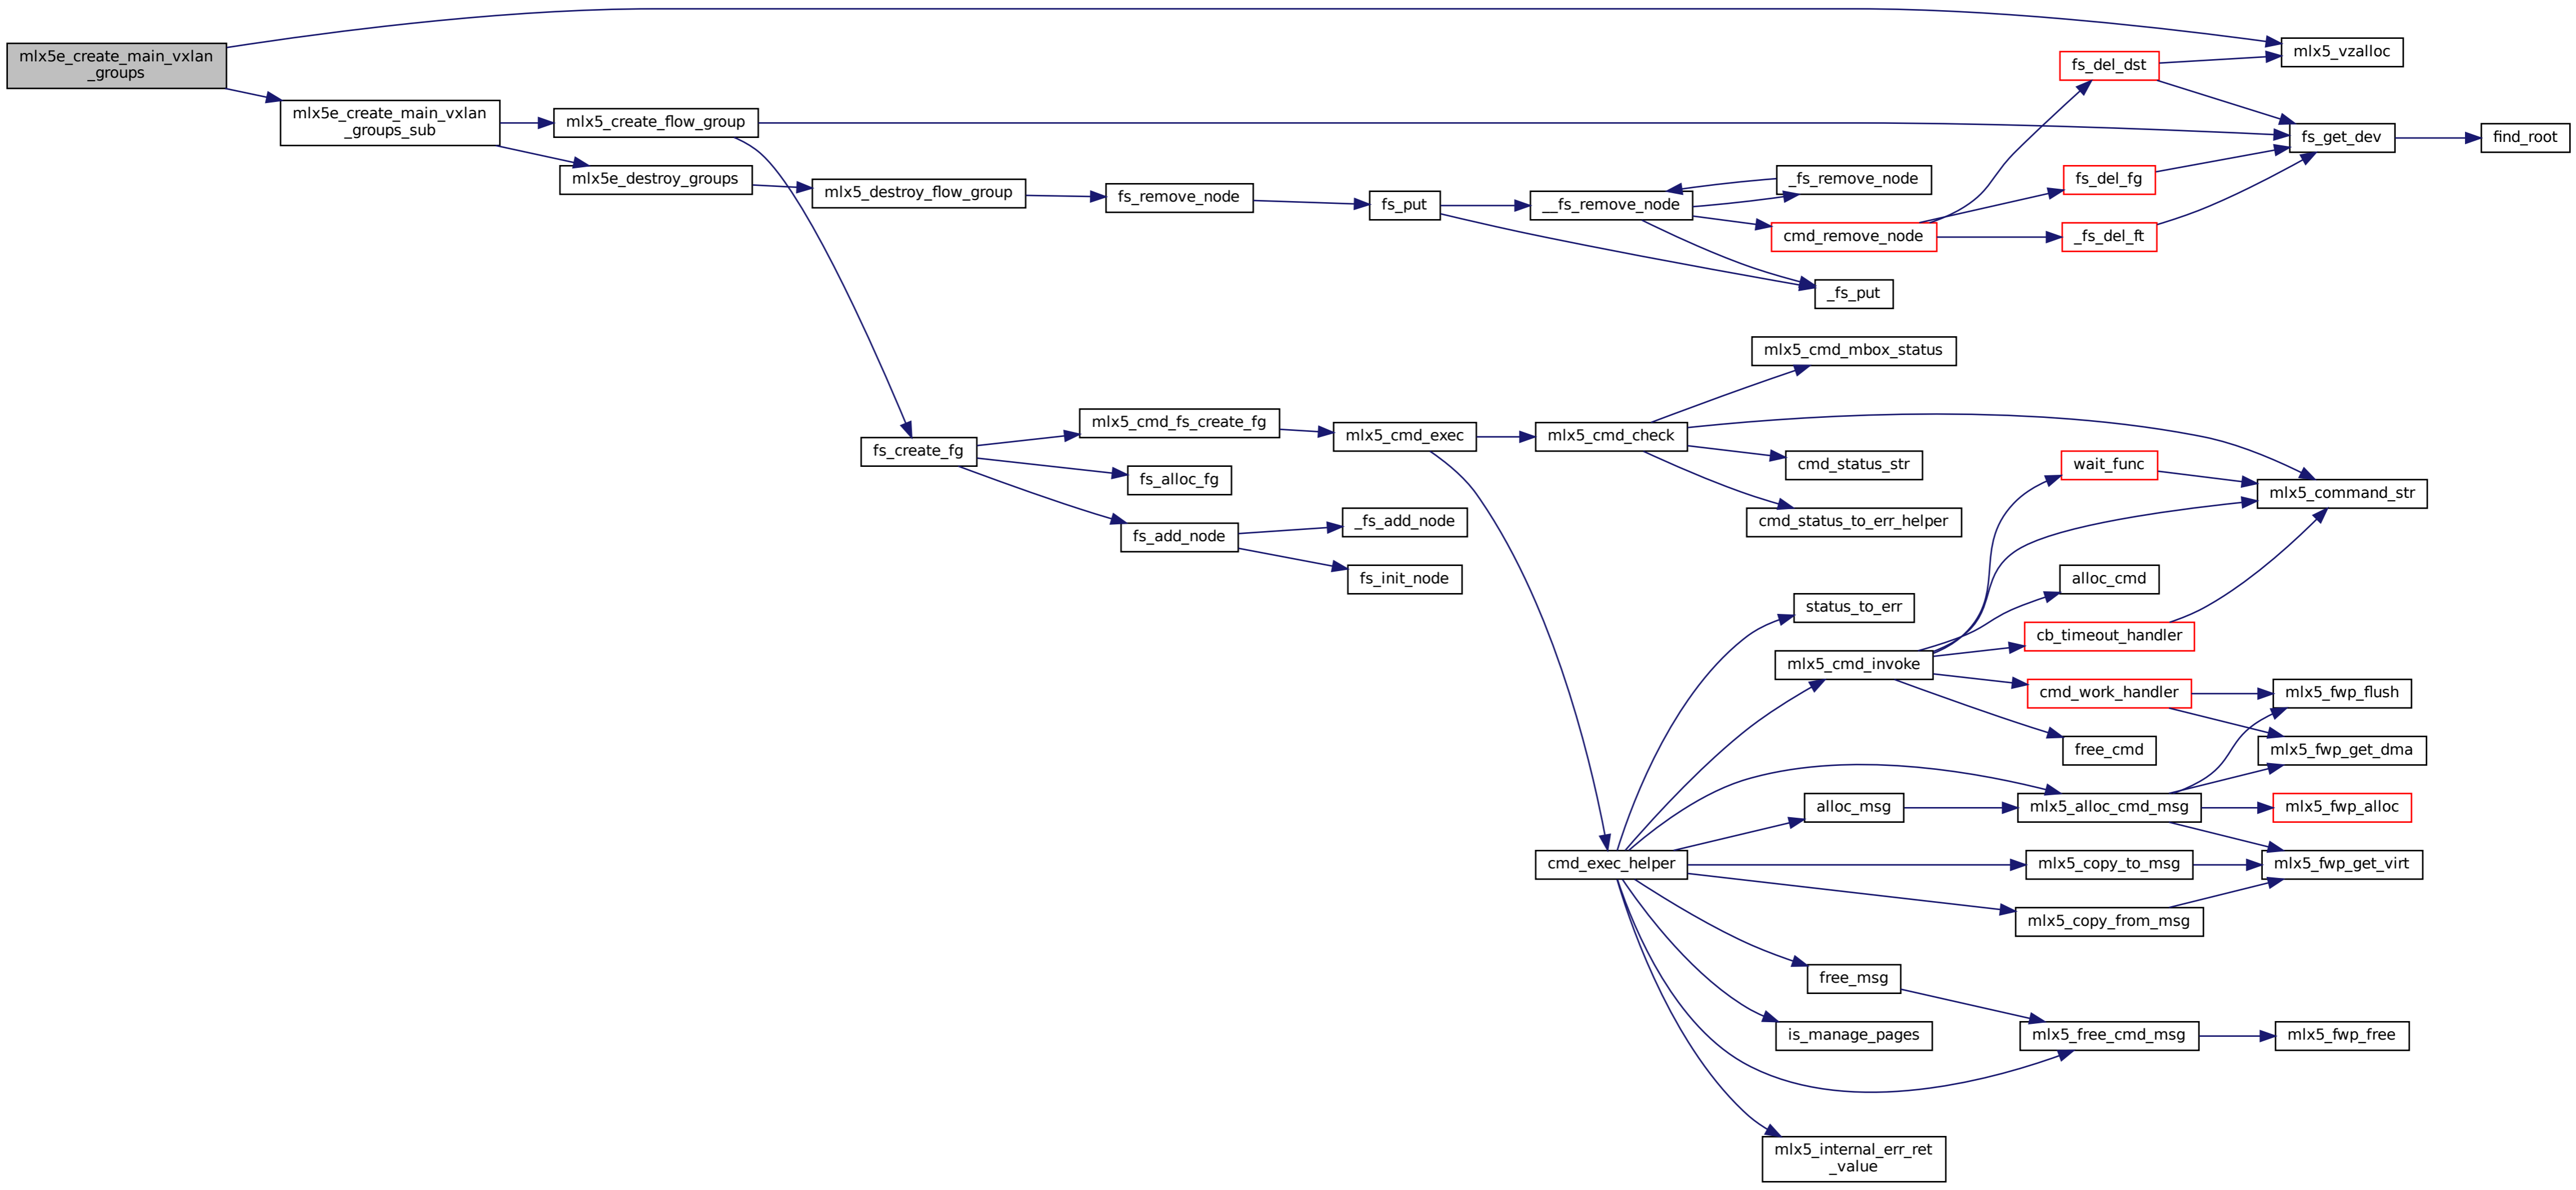 mlx5e_create_main_vxlan
_groups
mlx5_vzalloc
fs_del_dst
mlx5e_create_main_vxlan
_groups_sub
mlx5_create_flow_group
fs_get_dev
find_root
mlx5e_destroy_groups
mlx5_destroy_flow_group
fs_remove_node
fs_put
__fs_remove_node
_fs_remove_node
fs_del_fg
cmd_remove_node
_fs_del_ft
_fs_put
mlx5_cmd_mbox_status
mlx5_cmd_fs_create_fg
mlx5_cmd_exec
mlx5_cmd_check
fs_create_fg
cmd_status_str
wait_func
fs_alloc_fg
mlx5_command_str
_fs_add_node
cmd_status_to_err_helper
fs_add_node
fs_init_node
alloc_cmd
status_to_err
cb_timeout_handler
mlx5_cmd_invoke
cmd_work_handler
mlx5_fwp_flush
free_cmd
mlx5_fwp_get_dma
alloc_msg
mlx5_alloc_cmd_msg
mlx5_fwp_alloc
cmd_exec_helper
mlx5_copy_to_msg
mlx5_fwp_get_virt
mlx5_copy_from_msg
free_msg
is_manage_pages
mlx5_free_cmd_msg
mlx5_fwp_free
mlx5_internal_err_ret
_value